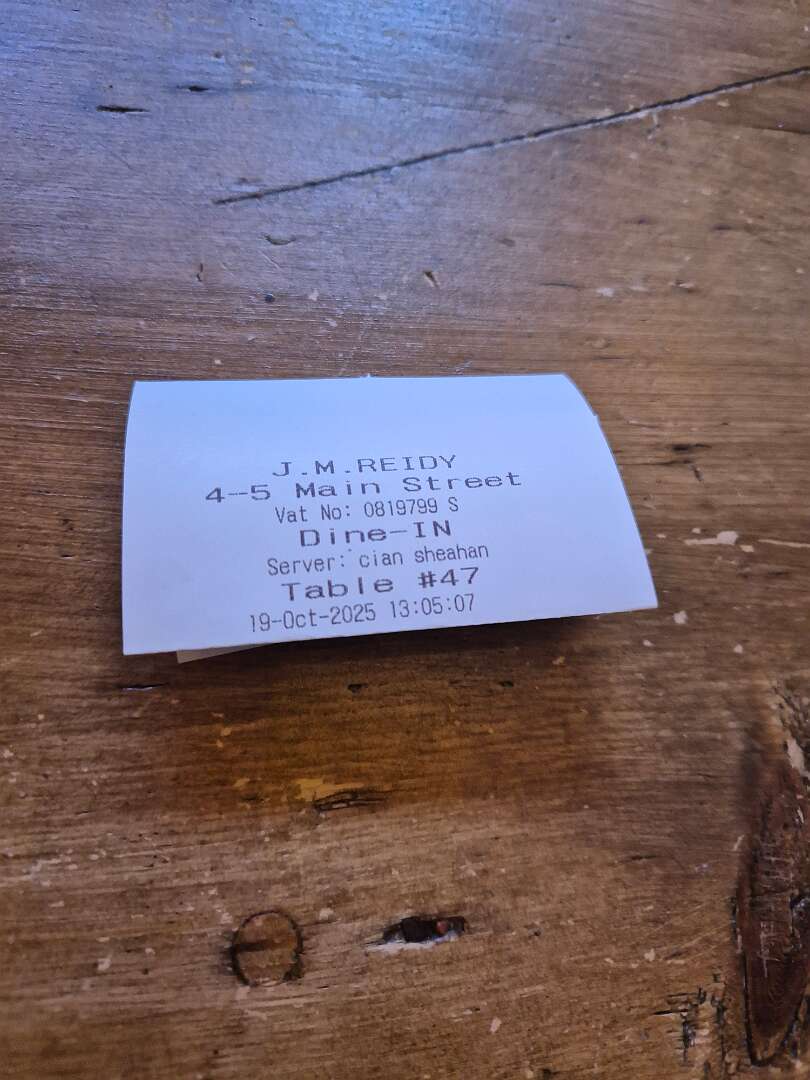 J.M.REIDY
4-5 Main Street
Vat No: 0819799 S
Dine-IN
Server: cian sheahan
Table #47
19-Oct-2025 13:05:07